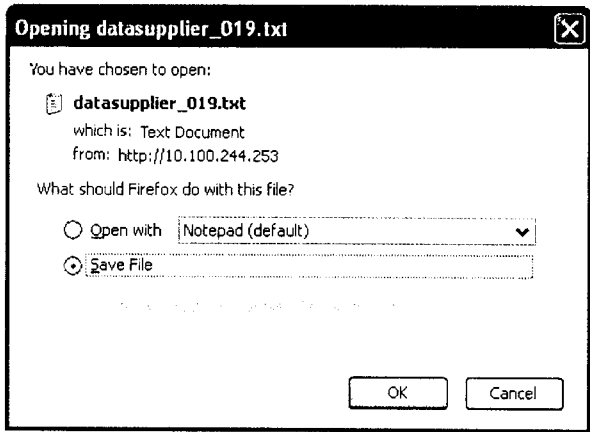 Opening datasupplier_019.txt
You have chosen to open:
datasupplier_019.txt
which is: Text Document
from: http://10.100.244.253
What should Firefox do with this file?
Open with Notepad (default)
Save File
OK Cancel